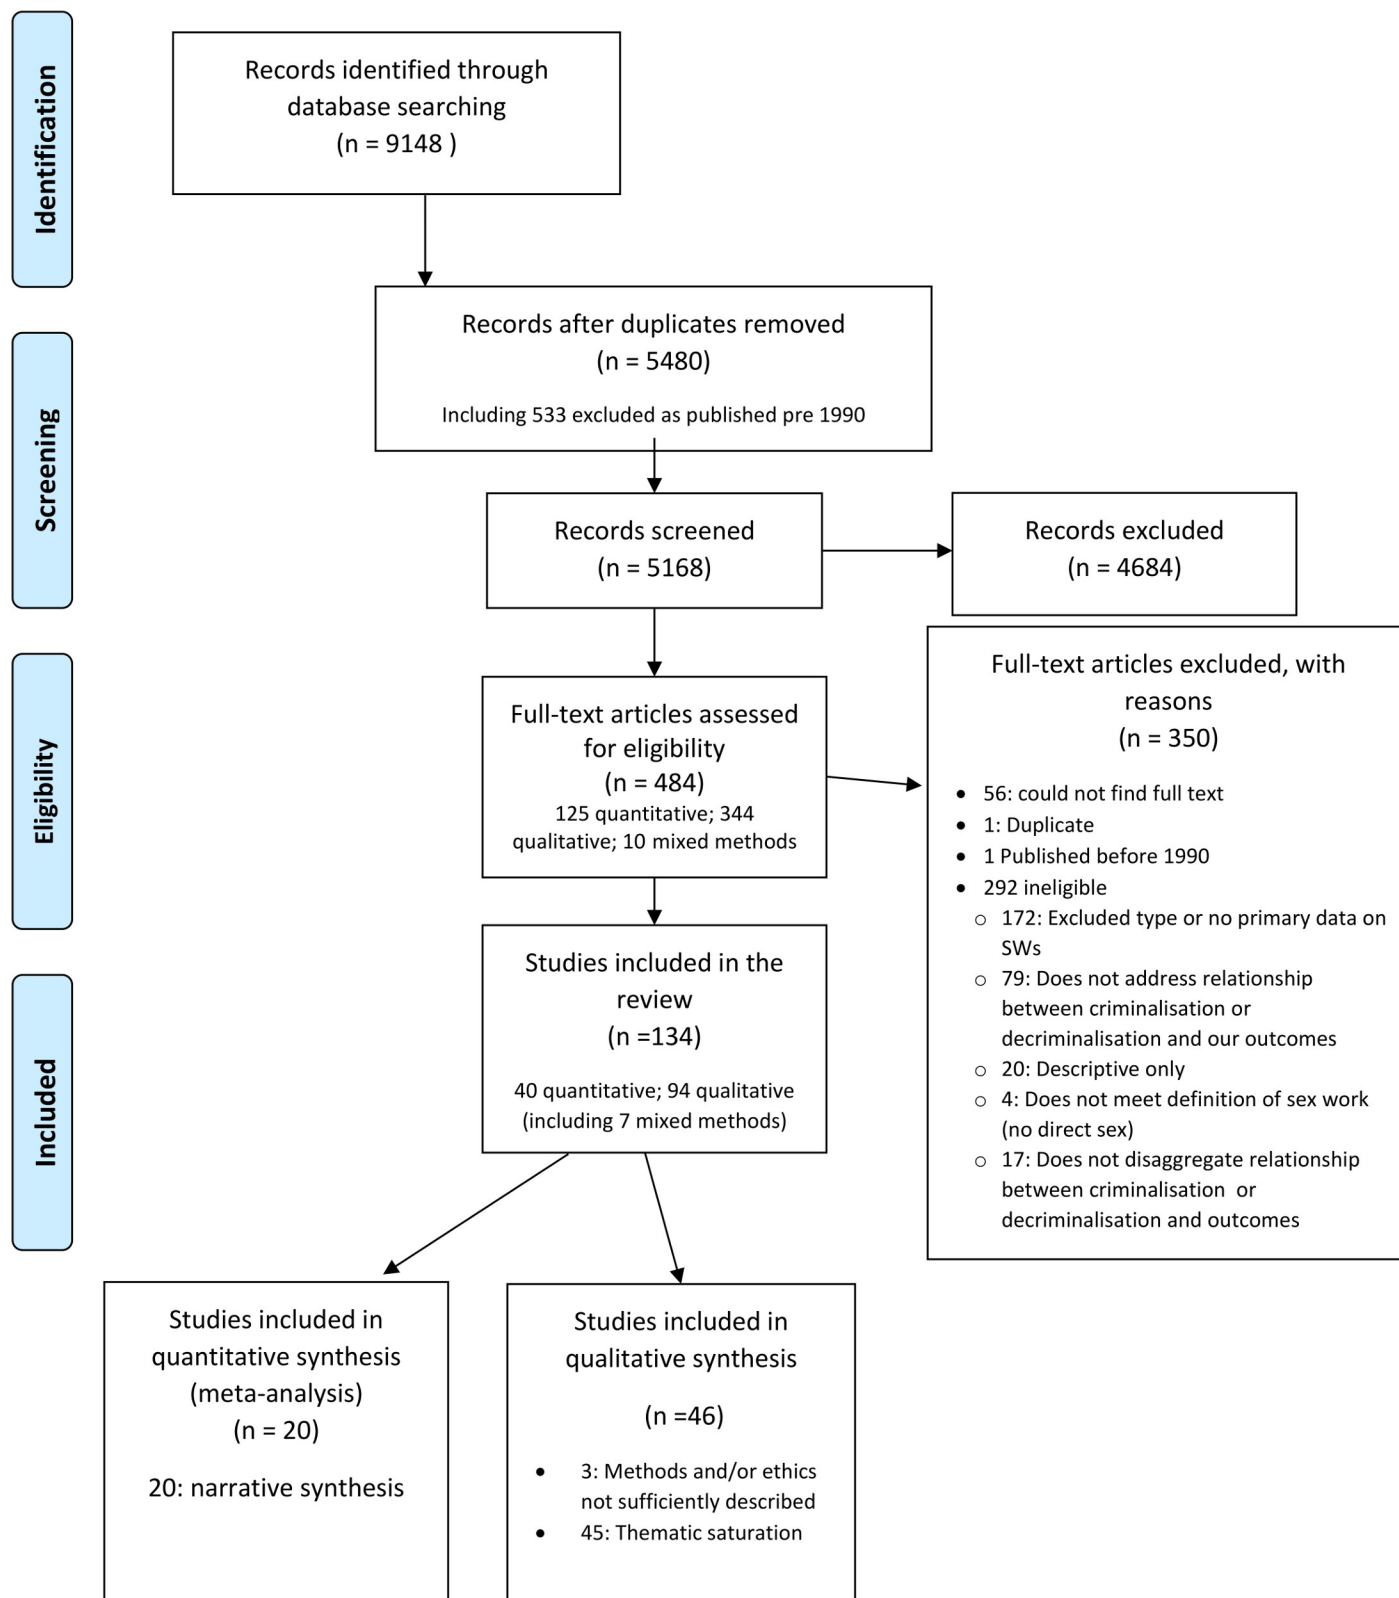 Identification
Records identified through
database searching
(n = 9148 )
Screening
Records after duplicates removed
(n = 5480)
Including 533 excluded as published pre 1990
Records screened
(n = 5168)
Records excluded
(n = 4684)
Eligibility
Full-text articles assessed
for eligibility
(n = 484)
125 quantitative; 344
qualitative; 10 mixed methods
Full-text articles excluded, with
reasons
(n = 350)
• 56: could not find full text
• 1: Duplicate
• 1 Published before 1990
• 292 ineligible
o 172: Excluded type or no primary data on
SWs
o 79: Does not address relationship
between criminalisation or
decriminalisation and our outcomes
o 20: Descriptive only
o 4: Does not meet definition of sex work
(no direct sex)
o 17: Does not disaggregate relationship
between criminalisation or
decriminalisation and outcomes
Included
Studies included in the
review
(n =134)
40 quantitative; 94 qualitative
(including 7 mixed methods)
Studies included in
quantitative synthesis
(meta-analysis)
(n = 20)
20: narrative synthesis
Studies included in
qualitative synthesis
(n =46)
• 3: Methods and/or ethics
not sufficiently described
• 45: Thematic saturation